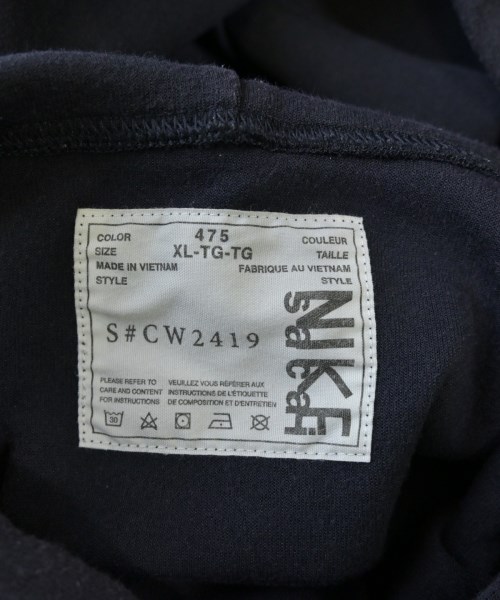 COLOR 475 COULEUR
SIZE XL-TG-TG TAILLE
MADE IN VIETNAM FABRIQUE AU VIETNAM
STYLE STYLE
S#CW2419
PLEASE REFER TO
CARE AND CONTENT
FOR INSTRUCTIONS
VEUILLEZ VOUS RÉFÉRER AUX
INSTRUCTIONS DE L'ÉTIQUETTE
DE COMPOSITION ET D'ENTRETIEN
30
NIKE
sacai